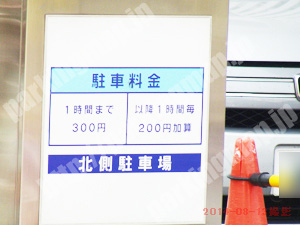 駐車料金
1時間まで
300円
以降1時間毎
200円加算
北側駐車場